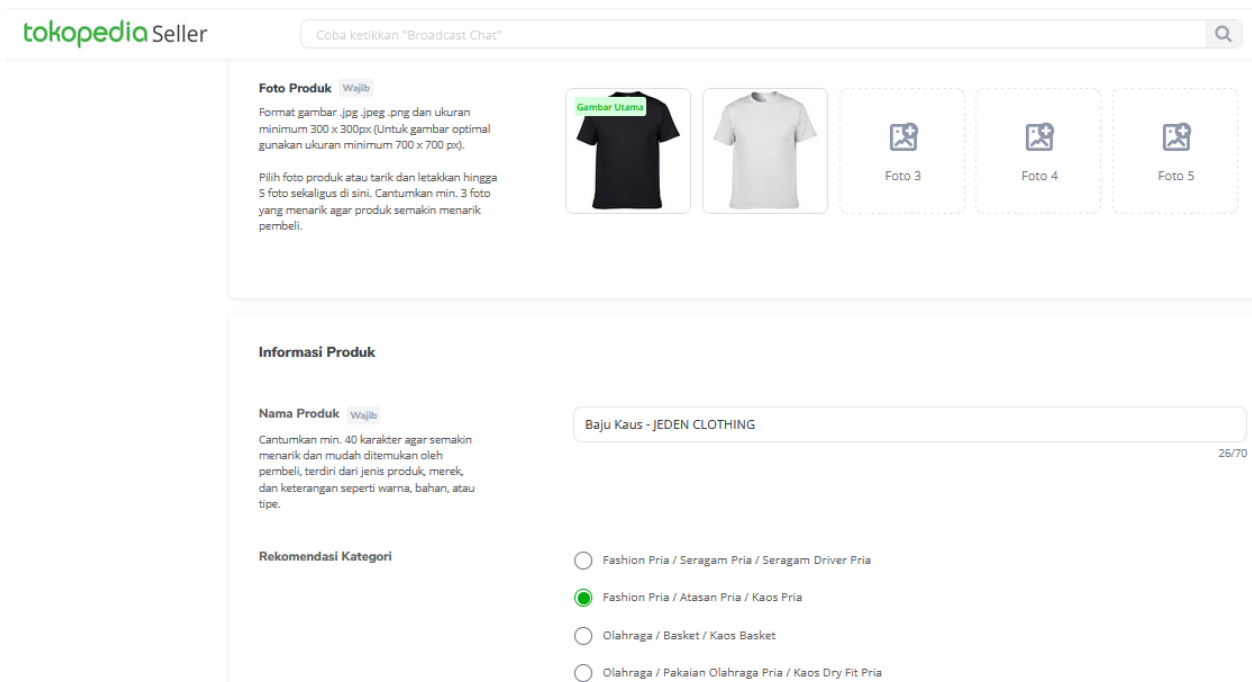 tokopedia Seller
Coba ketikkan "Broadcast Chat"
Foto Produk Wajib
Format gambar .jpg .jpeg .png dan ukuran
minimum 300 x 300px (Untuk gambar optimal
gunakan ukuran minimum 700 x 700 px).
Pilih foto produk atau tarik dan letakkan hingga
5 foto sekaligus di sini. Cantumkan min. 3 foto
yang menarik agar produk semakin menarik
pembeli.
Gambar Utama
Foto 3
Foto 4
Foto 5
Informasi Produk
Nama Produk Wajib
Cantumkan min. 40 karakter agar semakin
menarik dan mudah ditemukan oleh
pembeli, terdiri dari jenis produk, merek,
dan keterangan seperti warna, bahan, atau
tipe.
Baju Kaus - JEDEN CLOTHING
26/70
Rekomendasi Kategori
Fashion Pria / Seragam Pria / Seragam Driver Pria
Fashion Pria / Atasan Pria / Kaos Pria
Olahraga / Basket / Kaos Basket
Olahraga / Pakaian Olahraga Pria / Kaos Dry Fit Pria